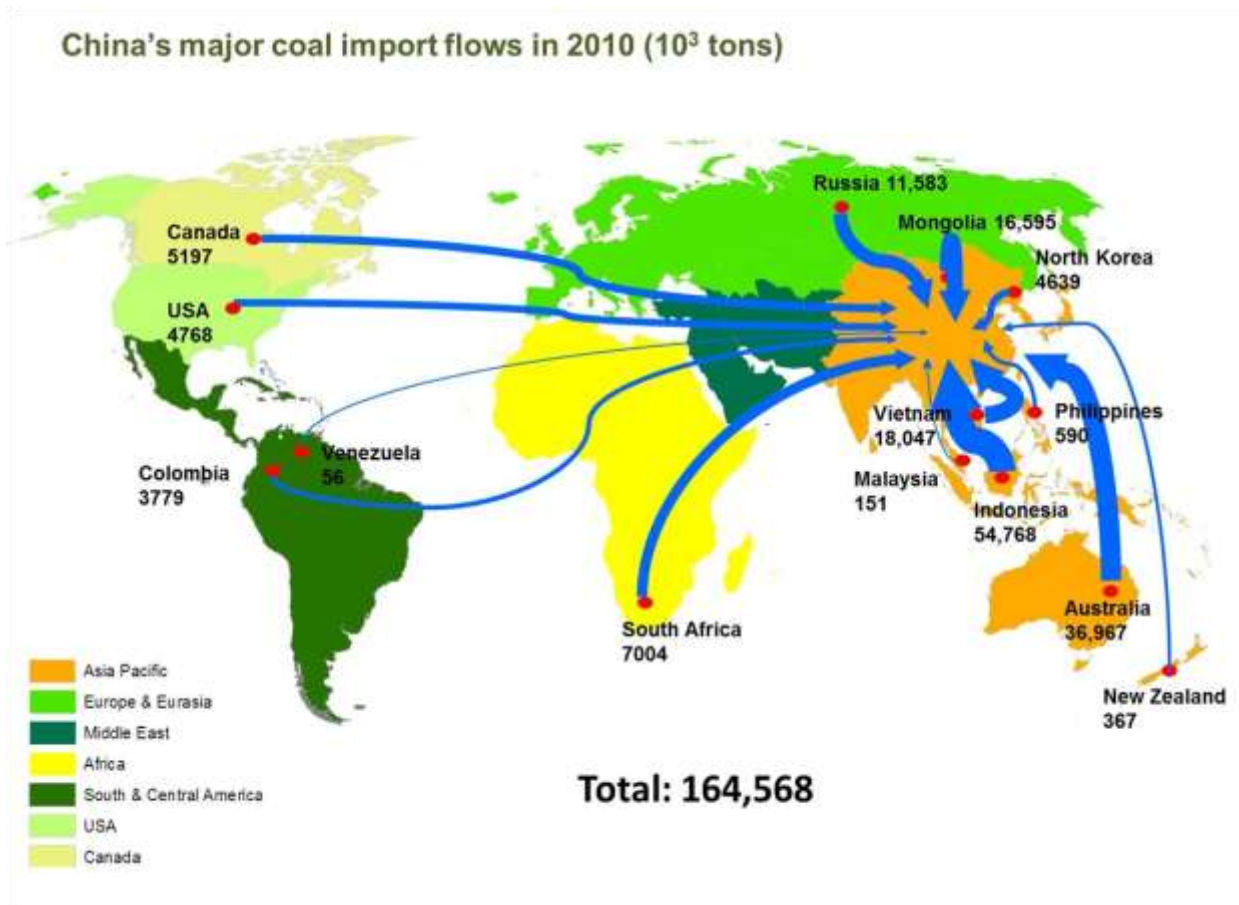 China's major coal import flows in 2010 (10³ tons)
Russia 11,583
Mongolia 16,595
Canada
5197
North Korea
4639
USA
4768
Vietnam
18,047
Philippines
590
Venezuela
56
Colombia
3779
Malaysia
151
Indonesia
54,768
Australia
36,967
South Africa
7004
New Zealand
367
Asia Pacific
Europe & Eurasia
Middle East
Africa
South & Central America
USA
Canada
Total: 164,568